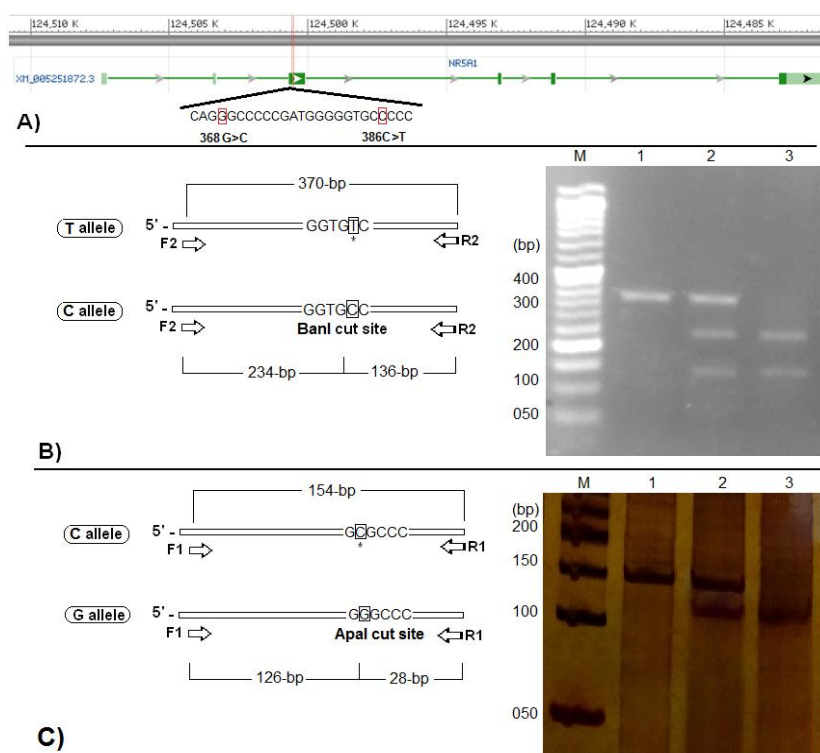 124,510 K 124,505 K 124,500 K 124,495 K 124,490 K 124,485 K
NR5A1
XM_005251872.3
CAGGGCCCCCGATGGGGGTGCCCCC
368 G>C 386C>T
A)
370-bp
T allele 5' - GGTGTC
*
F2 R2
C allele 5' - GGTGCC
F2 BanI cut site R2
234-bp 136-bp
B)
M 1 2 3
(bp)
400
300
200
100
050
154-bp
C allele 5' - GCGCCC
*
F1 R1
G allele 5' - GGGCCC
F1 ApaI cut site R1
126-bp 28-bp
C)
M 1 2 3
(bp)
200
150
100
050